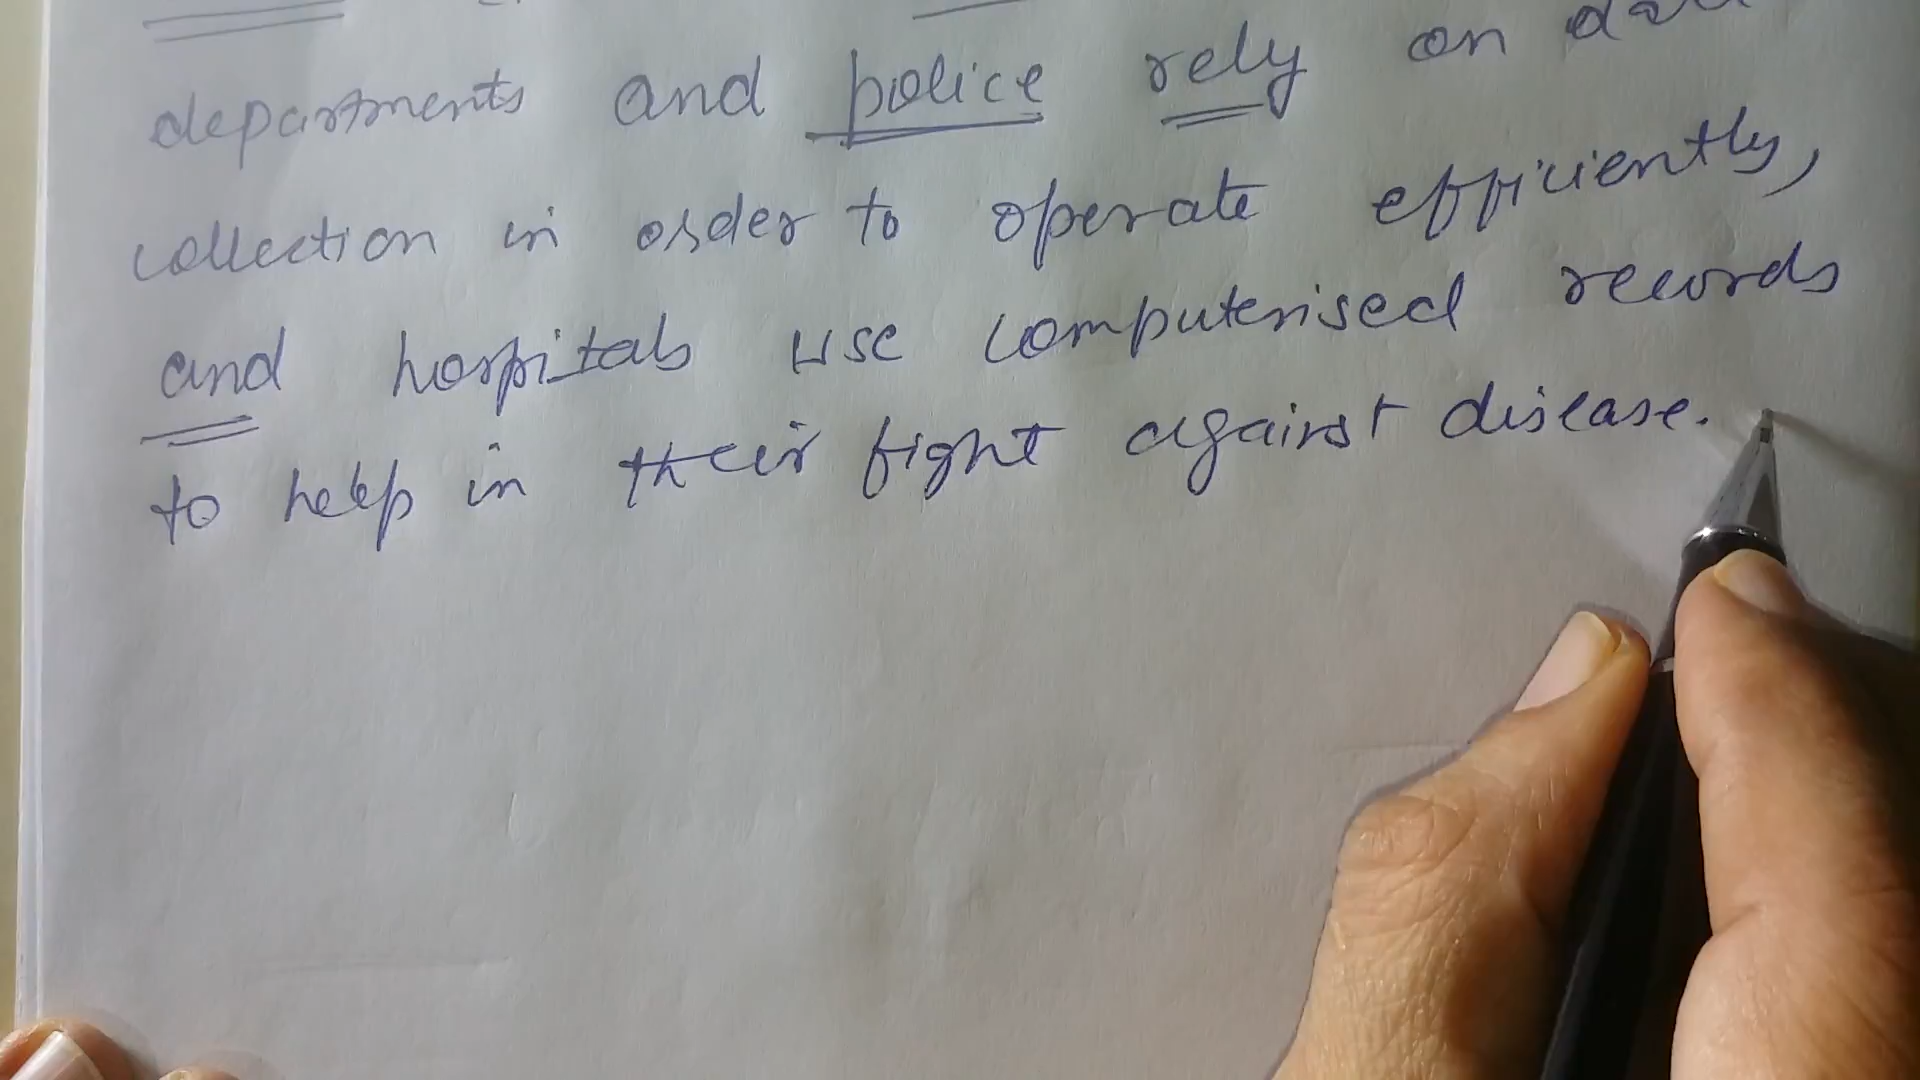 departments and police rely on data
collection in order to operate efficiently,
and hospitals use computerised records
to help in their fight against disease.